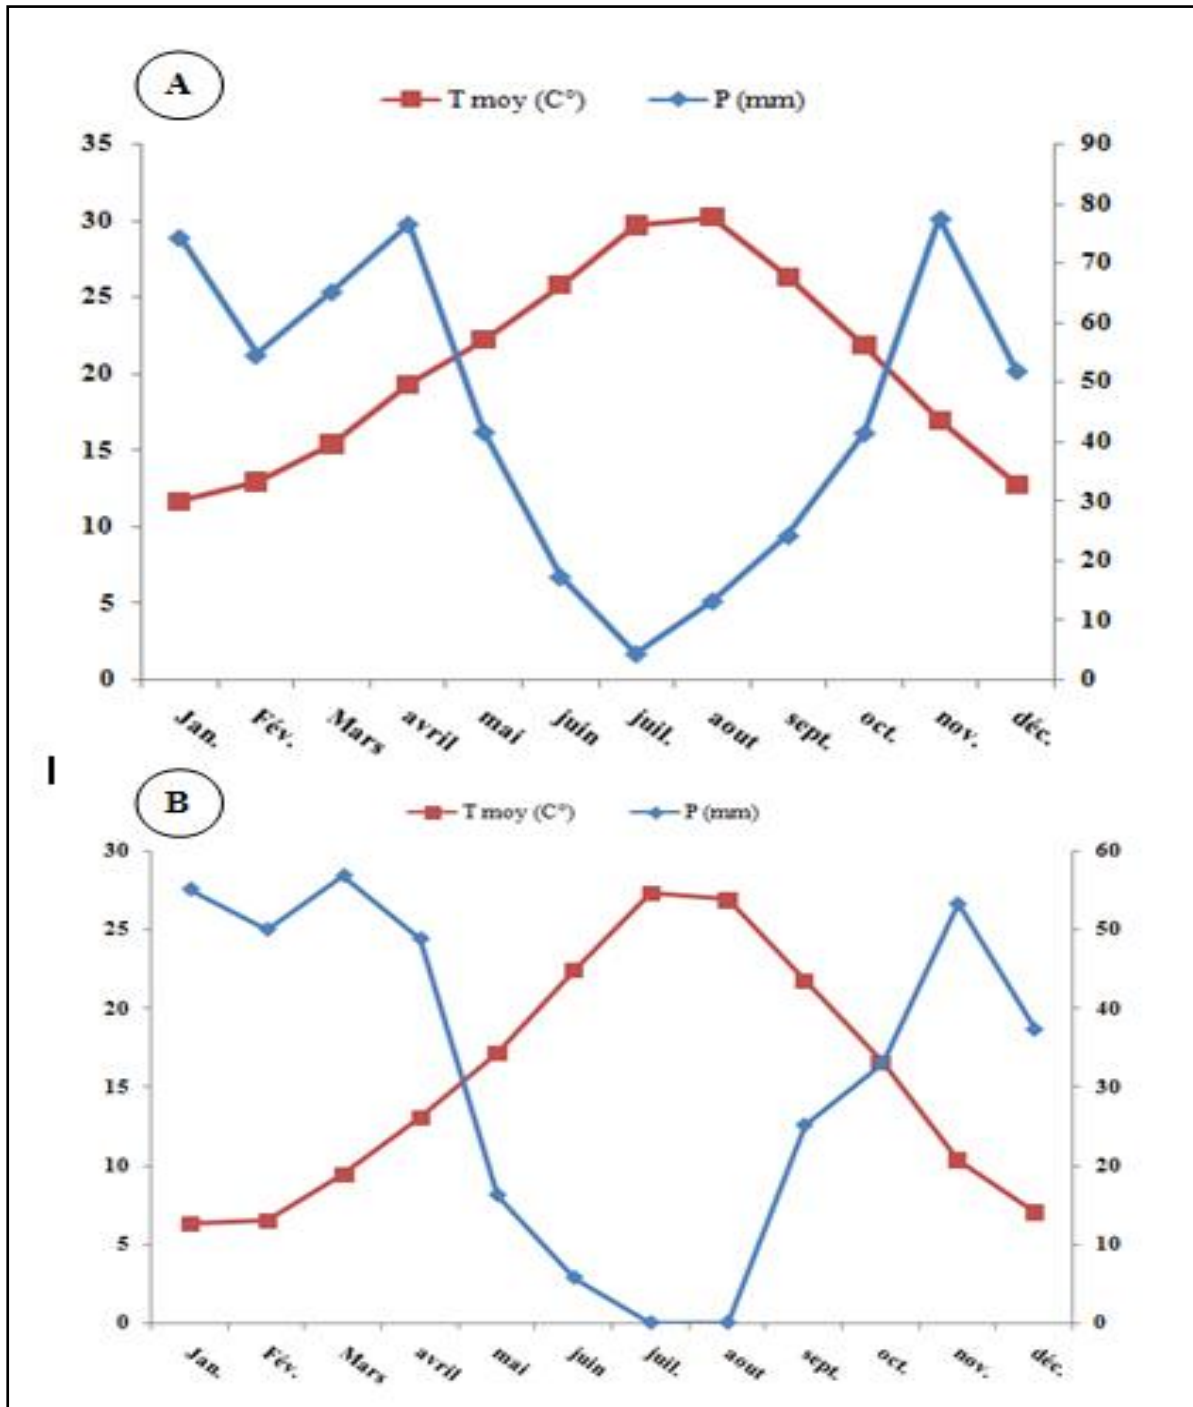 A
T moy (C°) P (mm)
35 90
30 80
25 70
20 60
15 50
10 40
5 30
0 20
10
0
Jan. Fév. Mars avril mai juin juil. aout sept. oct. nov. déc.
I
B
T moy (C°) P (mm)
30 60
25 50
20 40
15 30
10 20
5 10
0 0
Jan. Fév. Mars avril mai juin juil. aout sept. oct. nov. déc.